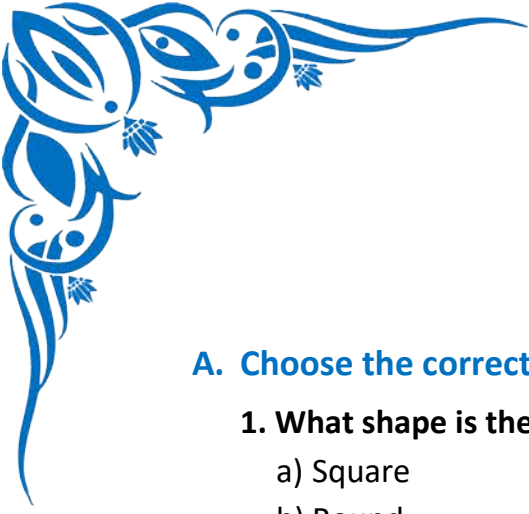 A. Choose the correct
1. What shape is the
a) Square